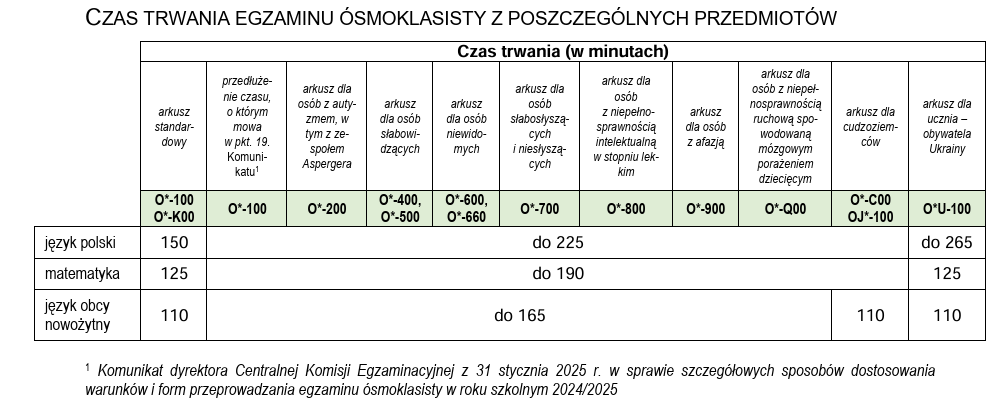 CZAS TRWANIA EGZAMINU ÓSMOKLASISTY Z POSZCZEGÓLNYCH PRZEDMIOTÓW
Czas trwania (w minutach)
arkusz
standar-
dowy
przedłuże-
nie czasu,
o którym
mowa
w pkt. 19.
Komuni-
katu¹
arkusz dla
osób z auty-
zmem, w
tym z ze-
społem
Aspergera
arkusz
dla osób
słabowi-
dzących
arkusz
dla osób
niewido-
mych
arkusz dla
osób
słabosłyszą-
cych
i niesłyszą-
cych
arkusz dla
osób
z niepełno-
sprawnością
intelektualną
w stopniu lek-
kim
arkusz
dla osób
z afazją
arkusz dla
osób z niepeł-
nosprawnością
ruchową spo-
wodowaną
mózgowym
porażeniem
dziecięcym
arkusz dla
cudzoziem-
ców
arkusz dla
ucznia –
obywatela
Ukrainy
O*-100
O*-K00
O*-100
O*-200
O*-400,
O*-500
O*-600,
O*-660
O*-700
O*-800
O*-900
O*-Q00
O*-C00
OJ*-100
O*U-100
język polski 150 do 225 do 265
matematyka 125 do 190 125
język obcy
nowożytny 110 do 165 110 110
¹ Komunikat dyrektora Centralnej Komisji Egzaminacyjnej z 31 stycznia 2025 r. w sprawie szczegółowych sposobów dostosowania
warunków i form przeprowadzania egzaminu ósmoklasisty w roku szkolnym 2024/2025